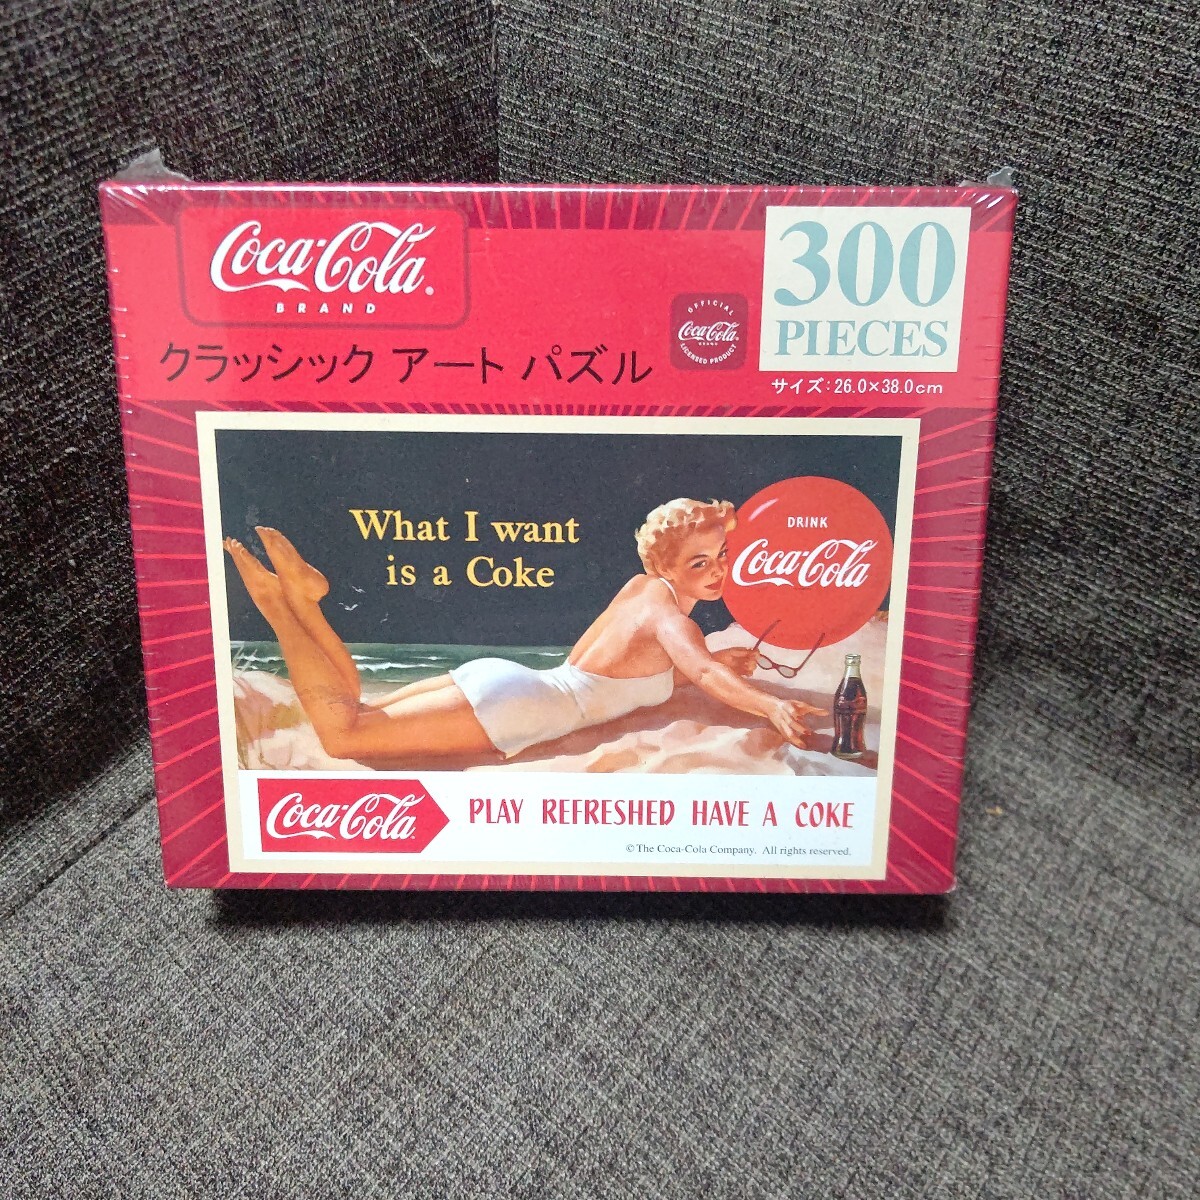 Coca-Cola®
BRAND
クラッシック アート パズル
OFFICIAL
Coca-Cola®
BRAND
LICENSED PRODUCT
300
PIECES
サイズ:26.0×38.0cm
What I want
is a Coke
DRINK
Coca-Cola
Coca-Cola
PLAY REFRESHED HAVE A COKE
© The Coca-Cola Company. All rights reserved.